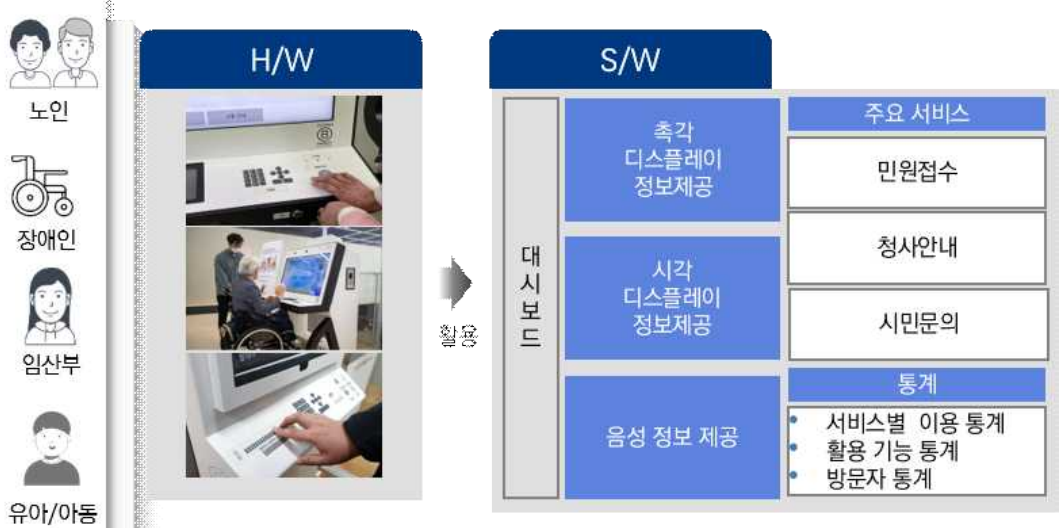 노인
장애인
임산부
유아/아동
H/W
활용
S/W
대
시
보
드
촉각
디스플레이
정보제공
시각
디스플레이
정보제공
음성 정보 제공
주요 서비스
민원접수
청사안내
시민문의
통계
• 서비스별 이용 통계
• 활용 기능 통계
• 방문자 통계